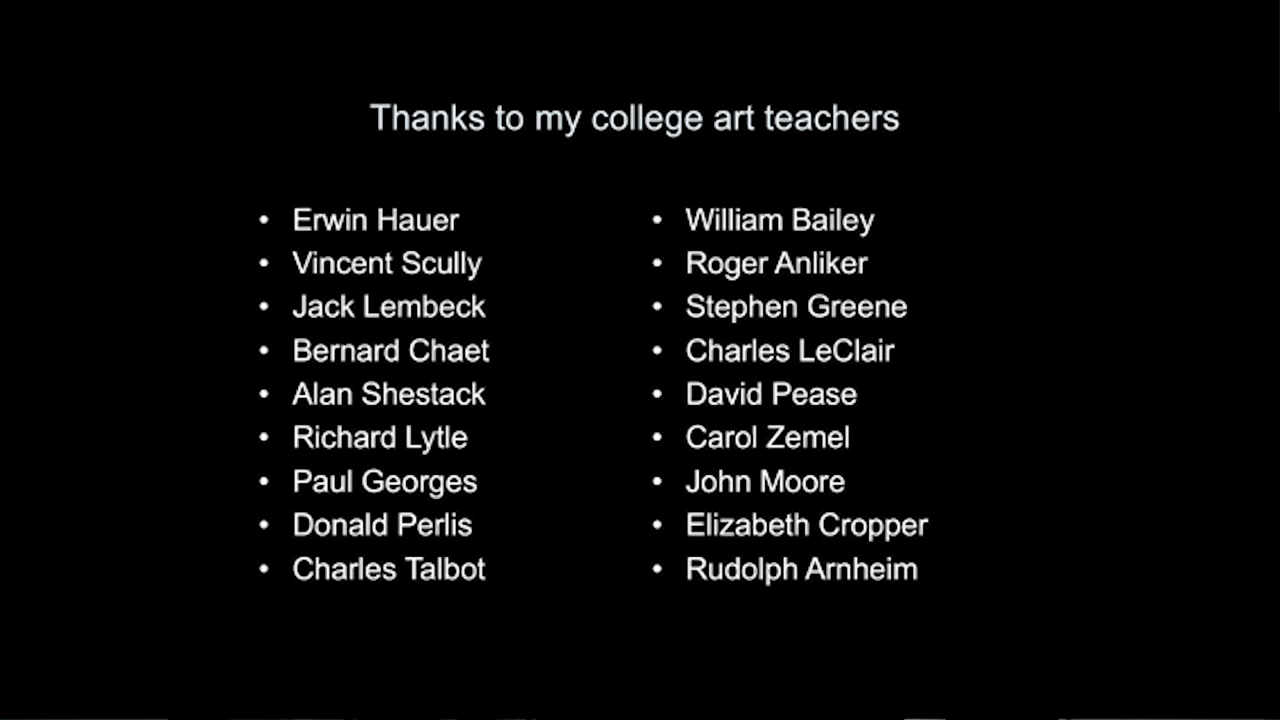 Thanks to my college art teachers
• Erwin Hauer
• Vincent Scully
• Jack Lembeck
• Bernard Chaet
• Alan Shestack
• Richard Lytle
• Paul Georges
• Donald Perlis
• Charles Talbot
• William Bailey
• Roger Anliker
• Stephen Greene
• Charles LeClair
• David Pease
• Carol Zemel
• John Moore
• Elizabeth Cropper
• Rudolph Arnheim